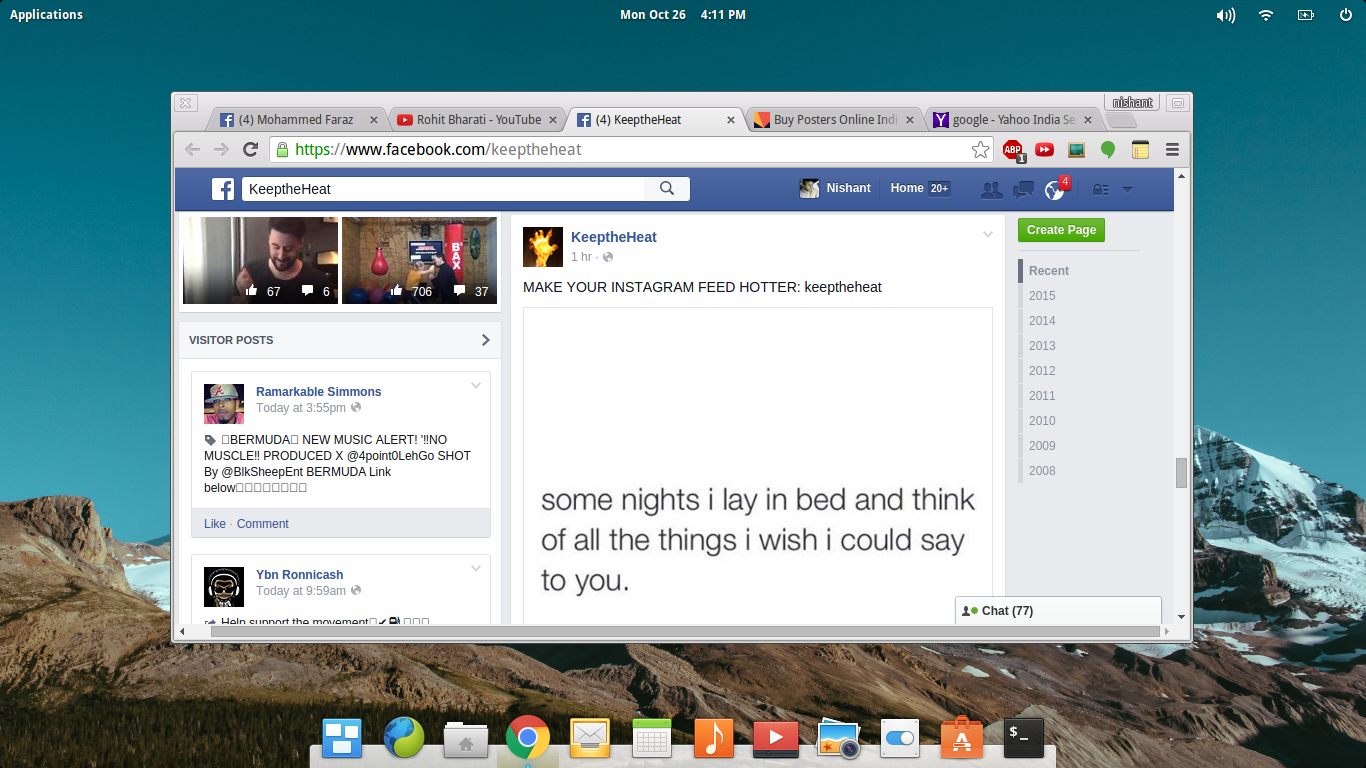 Applications
Mon Oct 26 4:11 PM
nishant
(4) Mohammed Faraz
Rohit Bharati - YouTube
(4) KeeptheHeat
Buy Posters Online Indi
google - Yahoo India Se
https://www.facebook.com/keeptheheat
ABP
1
KeeptheHeat
Nishant
Home 20+
4
67
6
706
37
BAX
VISITOR POSTS
Ramarkable Simmons
Today at 3:55pm
BERMUDA NEW MUSIC ALERT! '!!NO
MUSCLE!! PRODUCED X @4point0LehGo SHOT
By @BlkSheepEnt BERMUDA Link
below
Like · Comment
Ybn Ronnicash
Today at 9:59am
Help support the movement
KeeptheHeat
1 hr ·
MAKE YOUR INSTAGRAM FEED HOTTER: keeptheheat
some nights i lay in bed and think
of all the things i wish i could say
to you.
Create Page
Recent
2015
2014
2013
2012
2011
2010
2009
2008
Chat (77)
$_